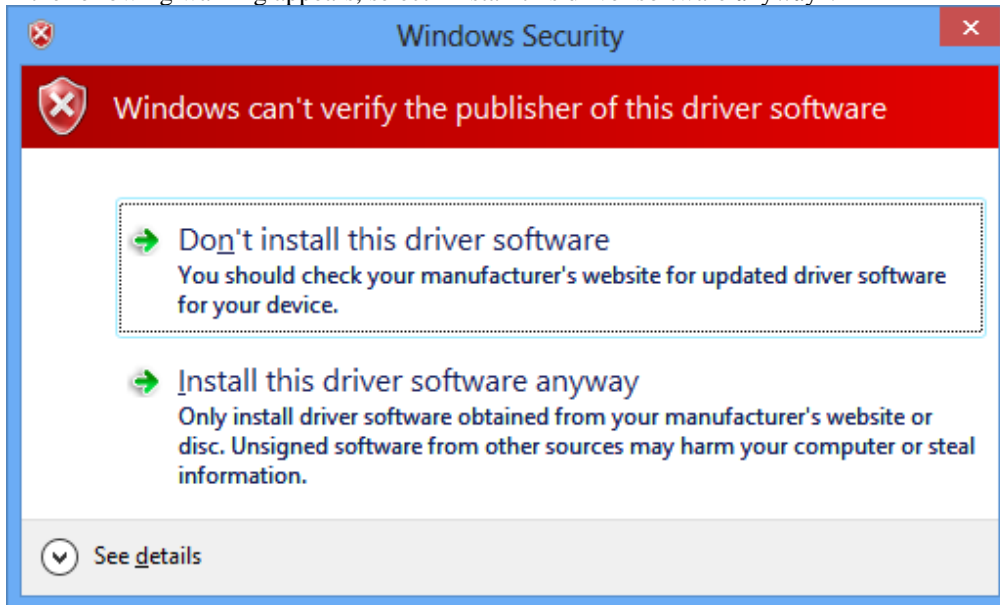 Windows Security
Windows can't verify the publisher of this driver software
Don't install this driver software
You should check your manufacturer's website for updated driver software
for your device.
Install this driver software anyway
Only install driver software obtained from your manufacturer's website or
disc. Unsigned software from other sources may harm your computer or steal
information.
See details